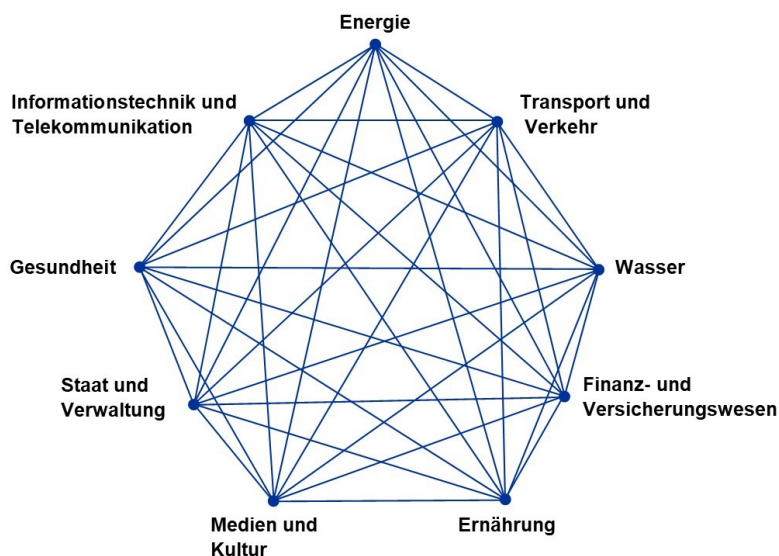 Energie
Informationstechnik und
Telekommunikation
Transport und
Verkehr
Gesundheit
Wasser
Staat und
Verwaltung
Finanz- und
Versicherungswesen
Medien und
Kultur
Ernährung